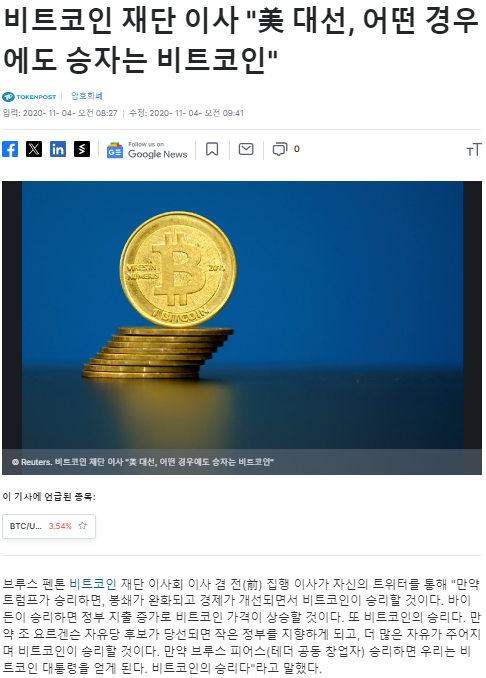 비트코인 재단 이사 "美 대선, 어떤 경우
에도 승자는 비트코인"
TOKENPOST 암호화폐
입력: 2020- 11- 04- 오전 08:27 수정: 2020- 11- 04- 오전 09:41
Follow us on
Google News
0
TT
VIRES IN
NUMERIS
BITCOIN
© Reuters. 비트코인 재단 이사 "美 대선, 어떤 경우에도 승자는 비트코인"
이 기사에 언급된 종목:
BTC/U... 3,54%
브루스 펜톤 비트코인 재단 이사회 이사 겸 전(前) 집행 이사가 자신의 트위터를 통해 "만약
트럼프가 승리하면, 봉쇄가 완화되고 경제가 개선되면서 비트코인이 승리할 것이다. 바이
든이 승리하면 정부 지출 증가로 비트코인 가격이 상승할 것이다. 또 비트코인의 승리다. 만
약 조 요르겐슨 자유당 후보가 당선되면 작은 정부를 지향하게 되고, 더 많은 자유가 주어지
며 비트코인이 승리할 것이다. 만약 브루스 피어스(테더 공동 창업자) 승리하면 우리는 비
트코인 대통령을 얻게 된다. 비트코인의 승리다"라고 말했다.